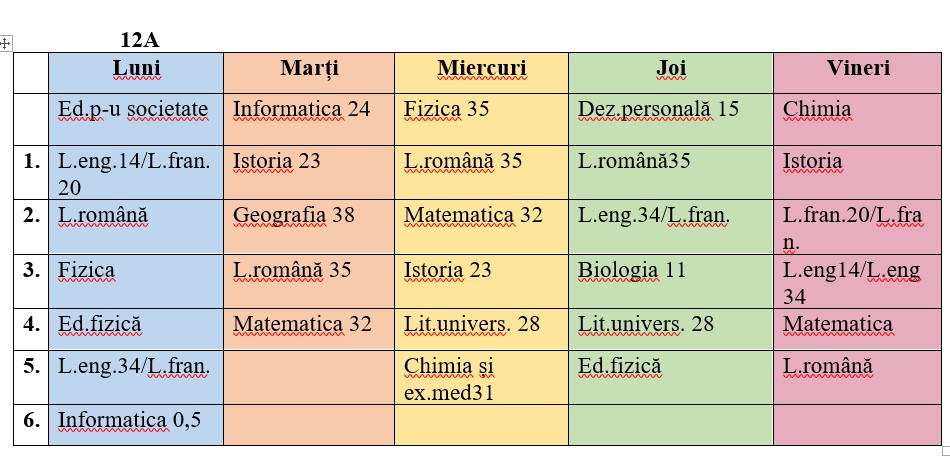 12A
Luni Marți Miercuri Joi Vineri
Ed.p-u societate Informatica 24 Fizica 35 Dez.personală 15 Chimia
1. L.eng.14/L.fran. Istoria 23 L.română 35 L.română35 Istoria
20
2. L.română Geografia 38 Matematica 32 L.eng.34/L.fran. L.fran.20/L.fra
n.
3. Fizica L.română 35 Istoria 23 Biologia 11 L.eng14/L.eng
34
4. Ed.fizică Matematica 32 Lit.univers. 28 Lit.univers. 28 Matematica
5. L.eng.34/L.fran. Chimia și Ed.fizică L.română
ex.med31
6. Informatica 0,5